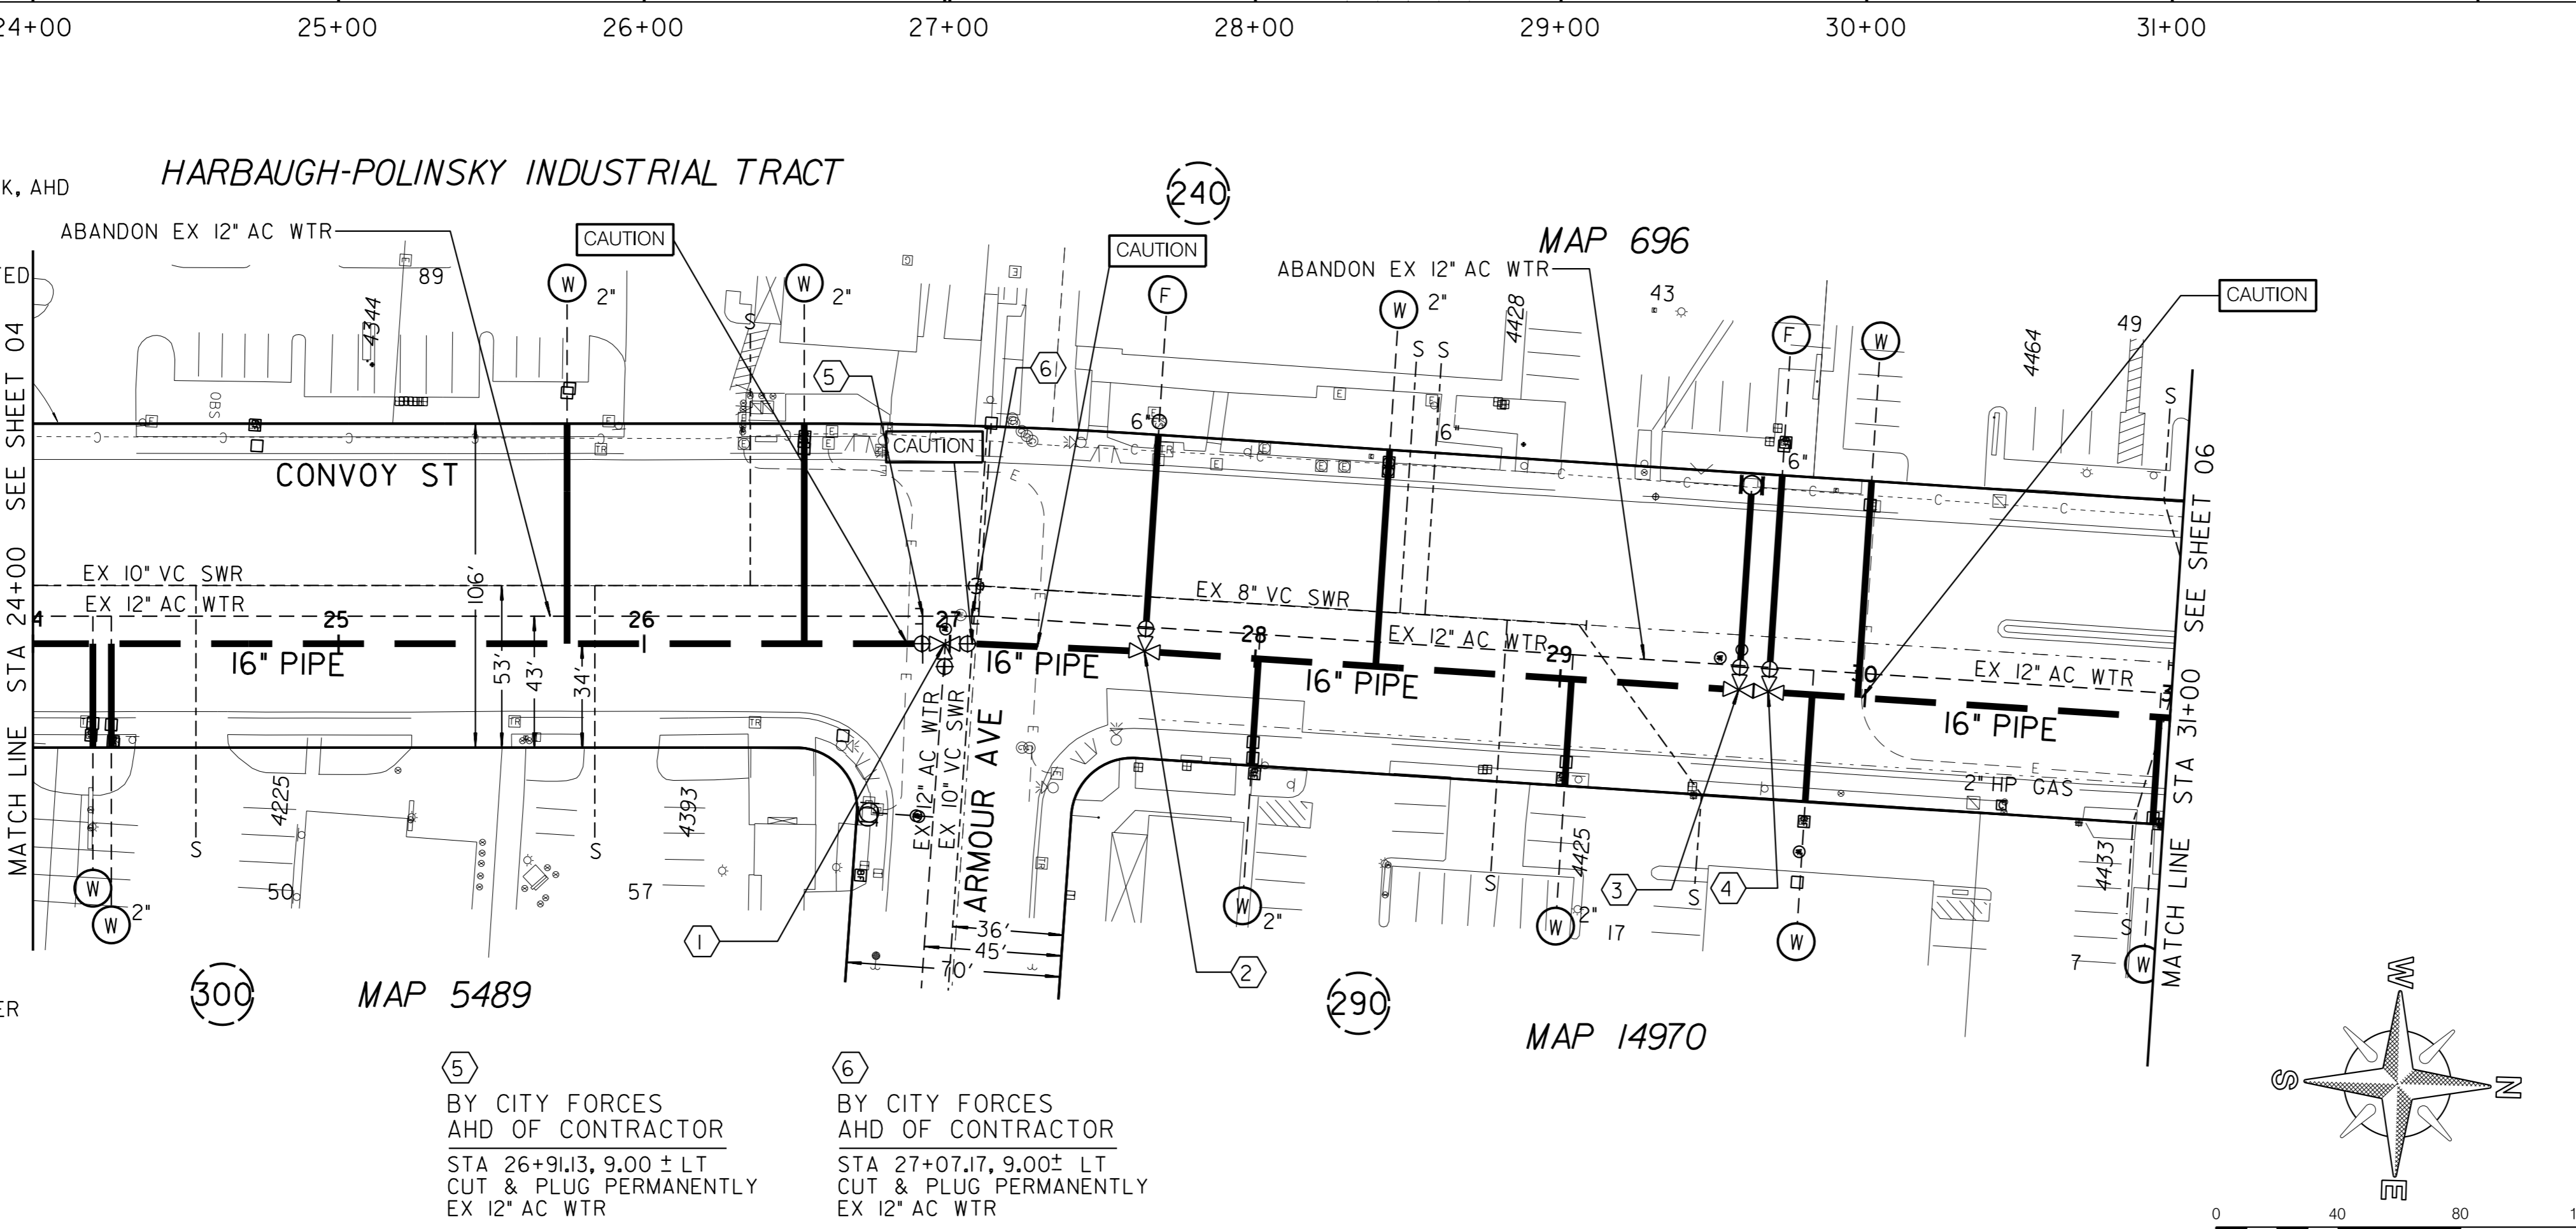 24+00 25+00 26+00 27+00 28+00 29+00 30+00 31+00
HARBAUGH-POLINSKY INDUSTRIAL TRACT
240
K, AHD
ABANDON EX 12" AC WTR
CAUTION
CAUTION
MAP 696
ABANDON EX 12" AC WTR
CAUTION
TED
89
4344
W 2"
W 2"
F
W 2"
4428
43
F
W
4464
49
S
S S
S
5
6
OBS
6"
6"
6"
CAUTION
CONVOY ST
MATCH LINE STA 24+00 SEE SHEET 04
MATCH LINE STA 31+00 SEE SHEET 06
EX 10" VC SWR
EX 12" AC WTR
106'
EX 8" VC SWR
EX 12" AC WTR
EX 12" AC WTR
4
25
26
27
28
29
30
3
16" PIPE
16" PIPE
16" PIPE
16" PIPE
53'
43'
34'
EX 12" AC WTR
EX 10" VC SWR
ARMOUR AVE
2" HP GAS
4225
4393
4425
4433
S
S
S
S
S
W
W 2"
50
57
W 2"
W 2"
17
W
W
7
1
2
3
4
36'
45'
70'
300
MAP 5489
290
MAP 14970
ER
5
BY CITY FORCES
AHD OF CONTRACTOR
STA 26+91.13, 9.00 ± LT
CUT & PLUG PERMANENTLY
EX 12" AC WTR
6
BY CITY FORCES
AHD OF CONTRACTOR
STA 27+07.17, 9.00± LT
CUT & PLUG PERMANENTLY
EX 12" AC WTR
W
S
N
E
0 40 80